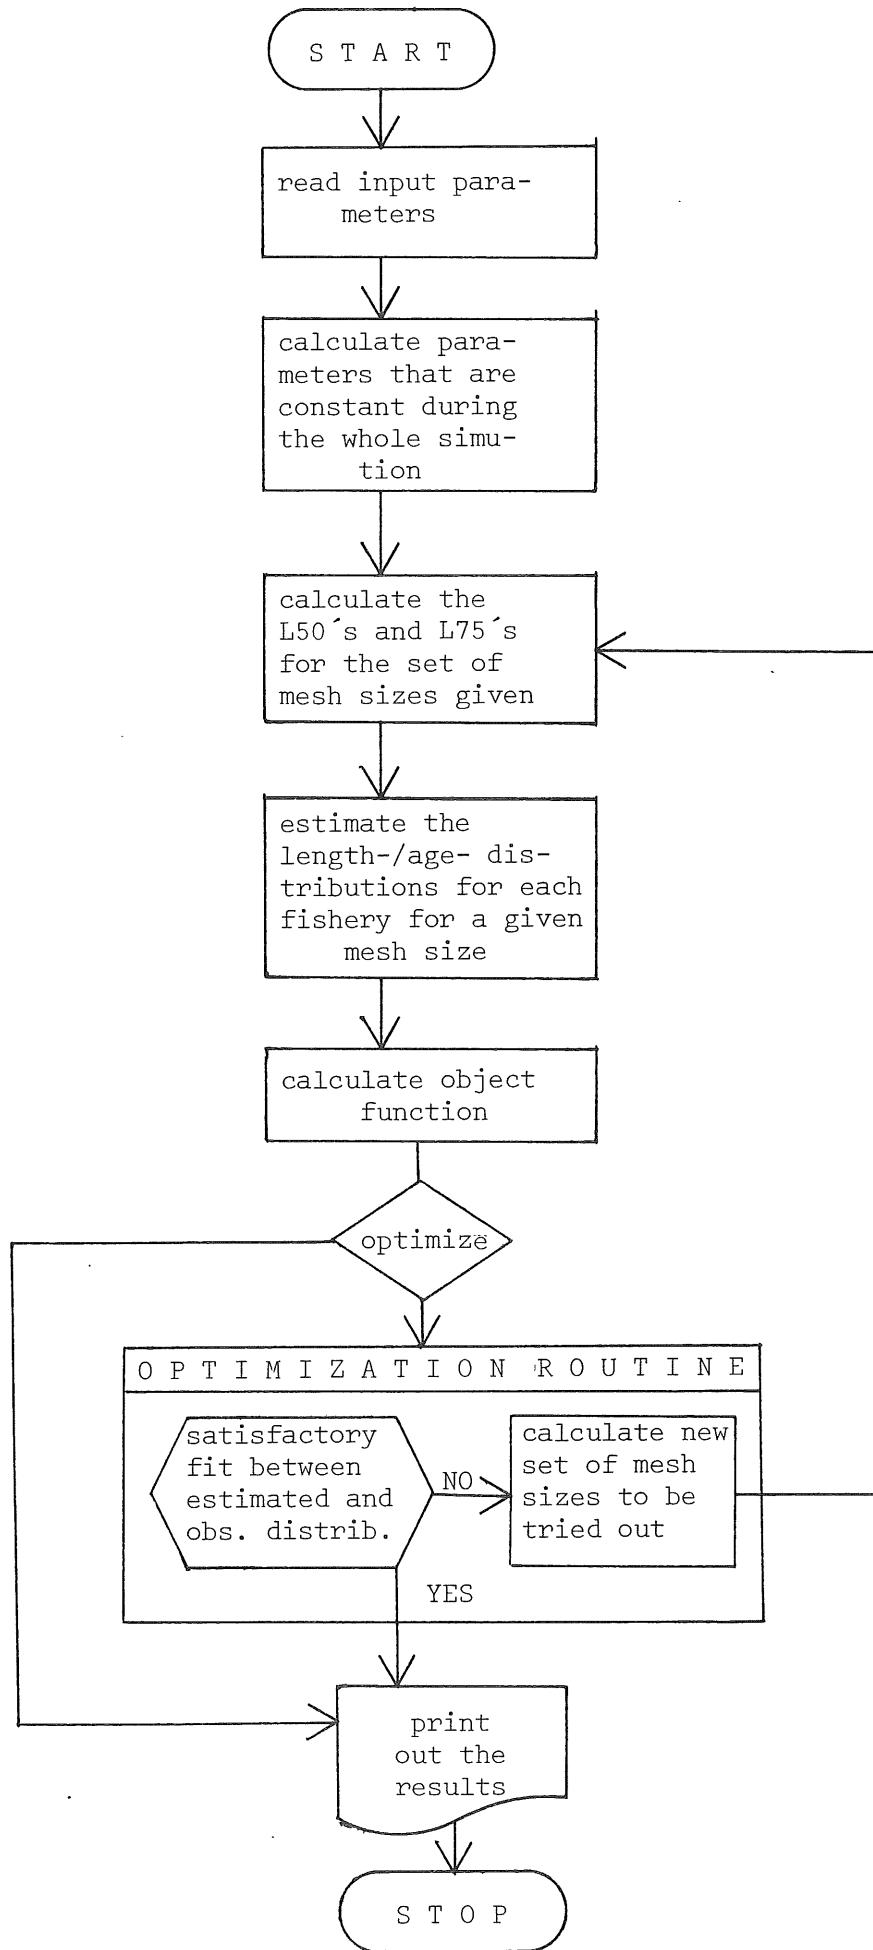 S T A R T
read input para-
meters
calculate para-
meters that are
constant during
the whole simu-
tion
calculate the
L50´s and L75´s
for the set of
mesh sizes given
estimate the
length-/age- dis-
tributions for each
fishery for a given
mesh size
calculate object
function
optimize
O P T I M I Z A T I O N R O U T I N E
satisfactory
fit between
estimated and
obs. distrib.
NO
calculate new
set of mesh
sizes to be
tried out
YES
print
out the
results
S T O P